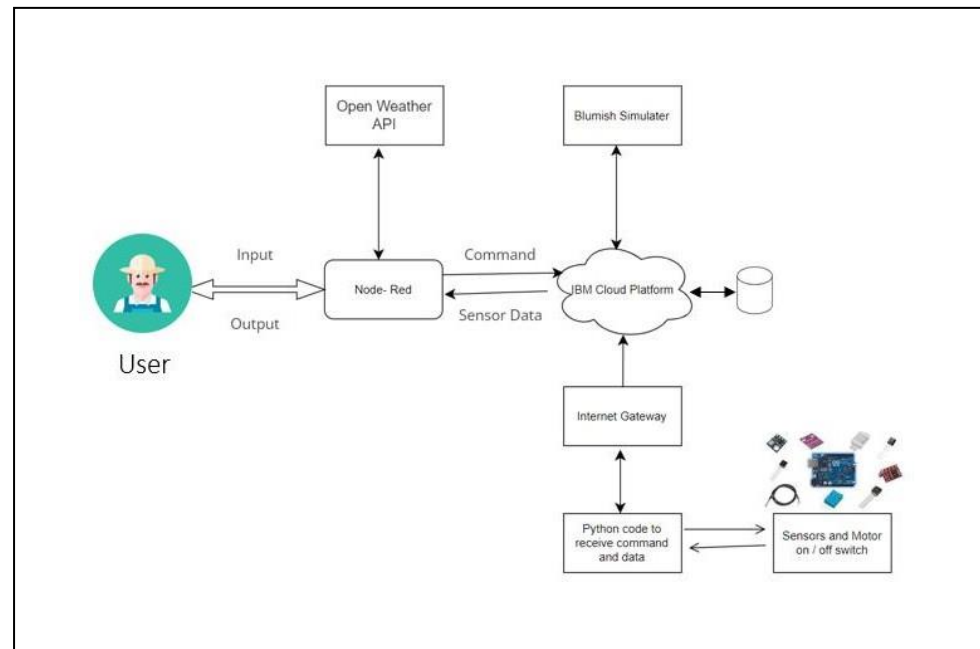 Open Weather
API
Blumish Simulater
Input
Command
Node- Red
IBM Cloud Platform
Output
Sensor Data
User
Internet Gateway
Python code to
receive command
and data
Sensors and Motor
on / off switch